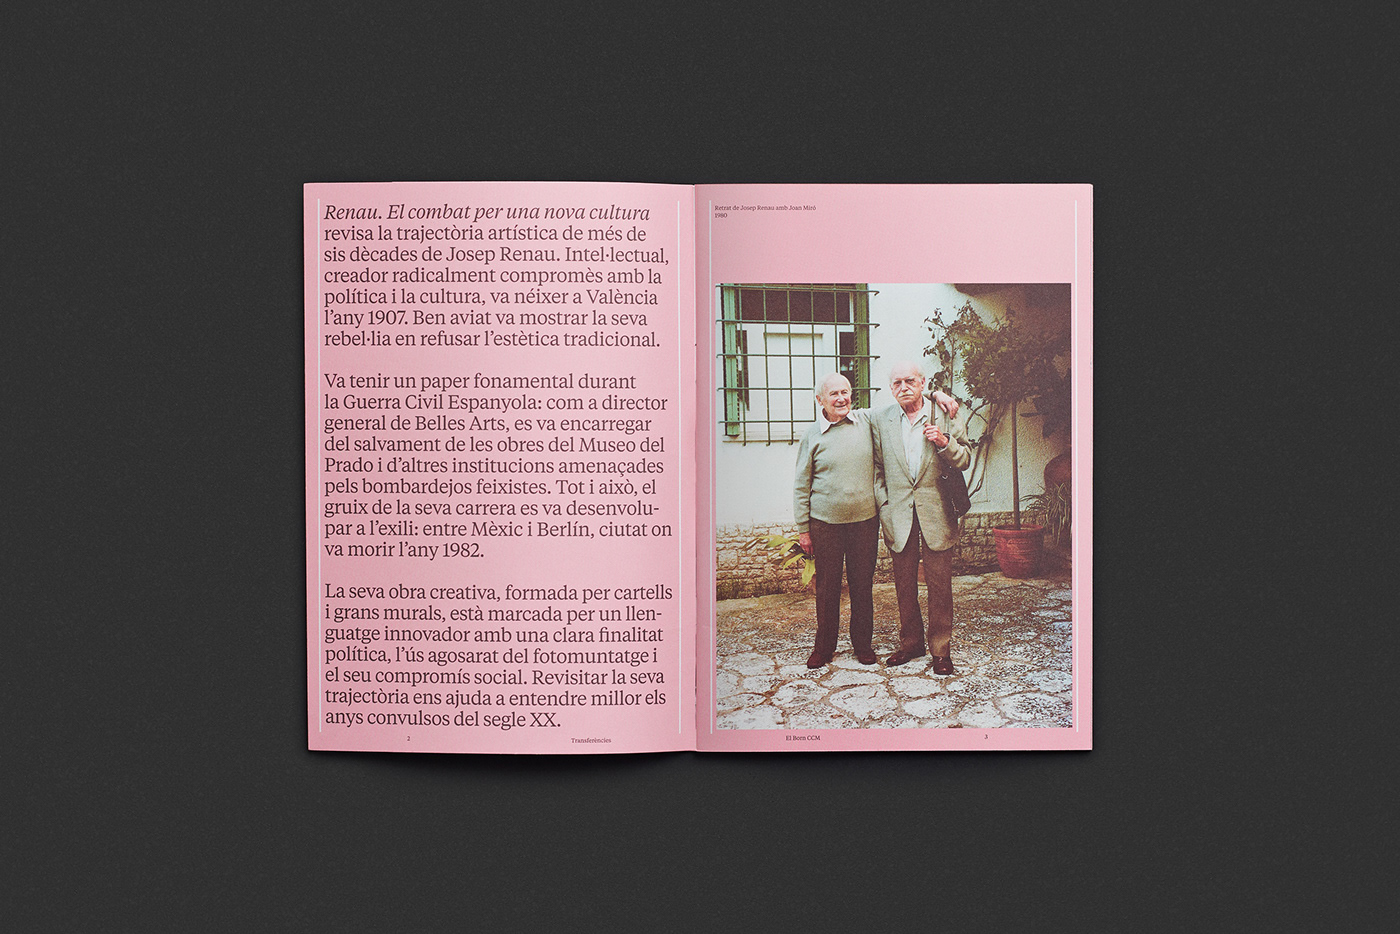 Renau. El combat per una nova cultura
revisa la trajectòria artística de més de
sis dècades de Josep Renau. Intel·lectual,
creador radicalment compromès amb la
política i la cultura, va néixer a València
l’any 1907. Ben aviat va mostrar la seva
rebel·lia en refusar l’estètica tradicional.
Va tenir un paper fonamental durant
la Guerra Civil Espanyola: com a director
general de Belles Arts, es va encarregar
del salvament de les obres del Museo del
Prado i d’altres institucions amenaçades
pels bombardejos feixistes. Tot i això, el
gruix de la seva carrera es va desenvolu-
par a l’exili: entre Mèxic i Berlín, ciutat on
va morir l’any 1982.
La seva obra creativa, formada per cartells
i grans murals, està marcada per un llen-
guatge innovador amb una clara finalitat
política, l’ús agosarat del fotomuntatge i
el seu compromís social. Revisitar la seva
trajectòria ens ajuda a entendre millor els
anys convulsos del segle XX.
2 Transferències
Retrat de Josep Renau amb Joan Miró
1980
El Born CCM 3